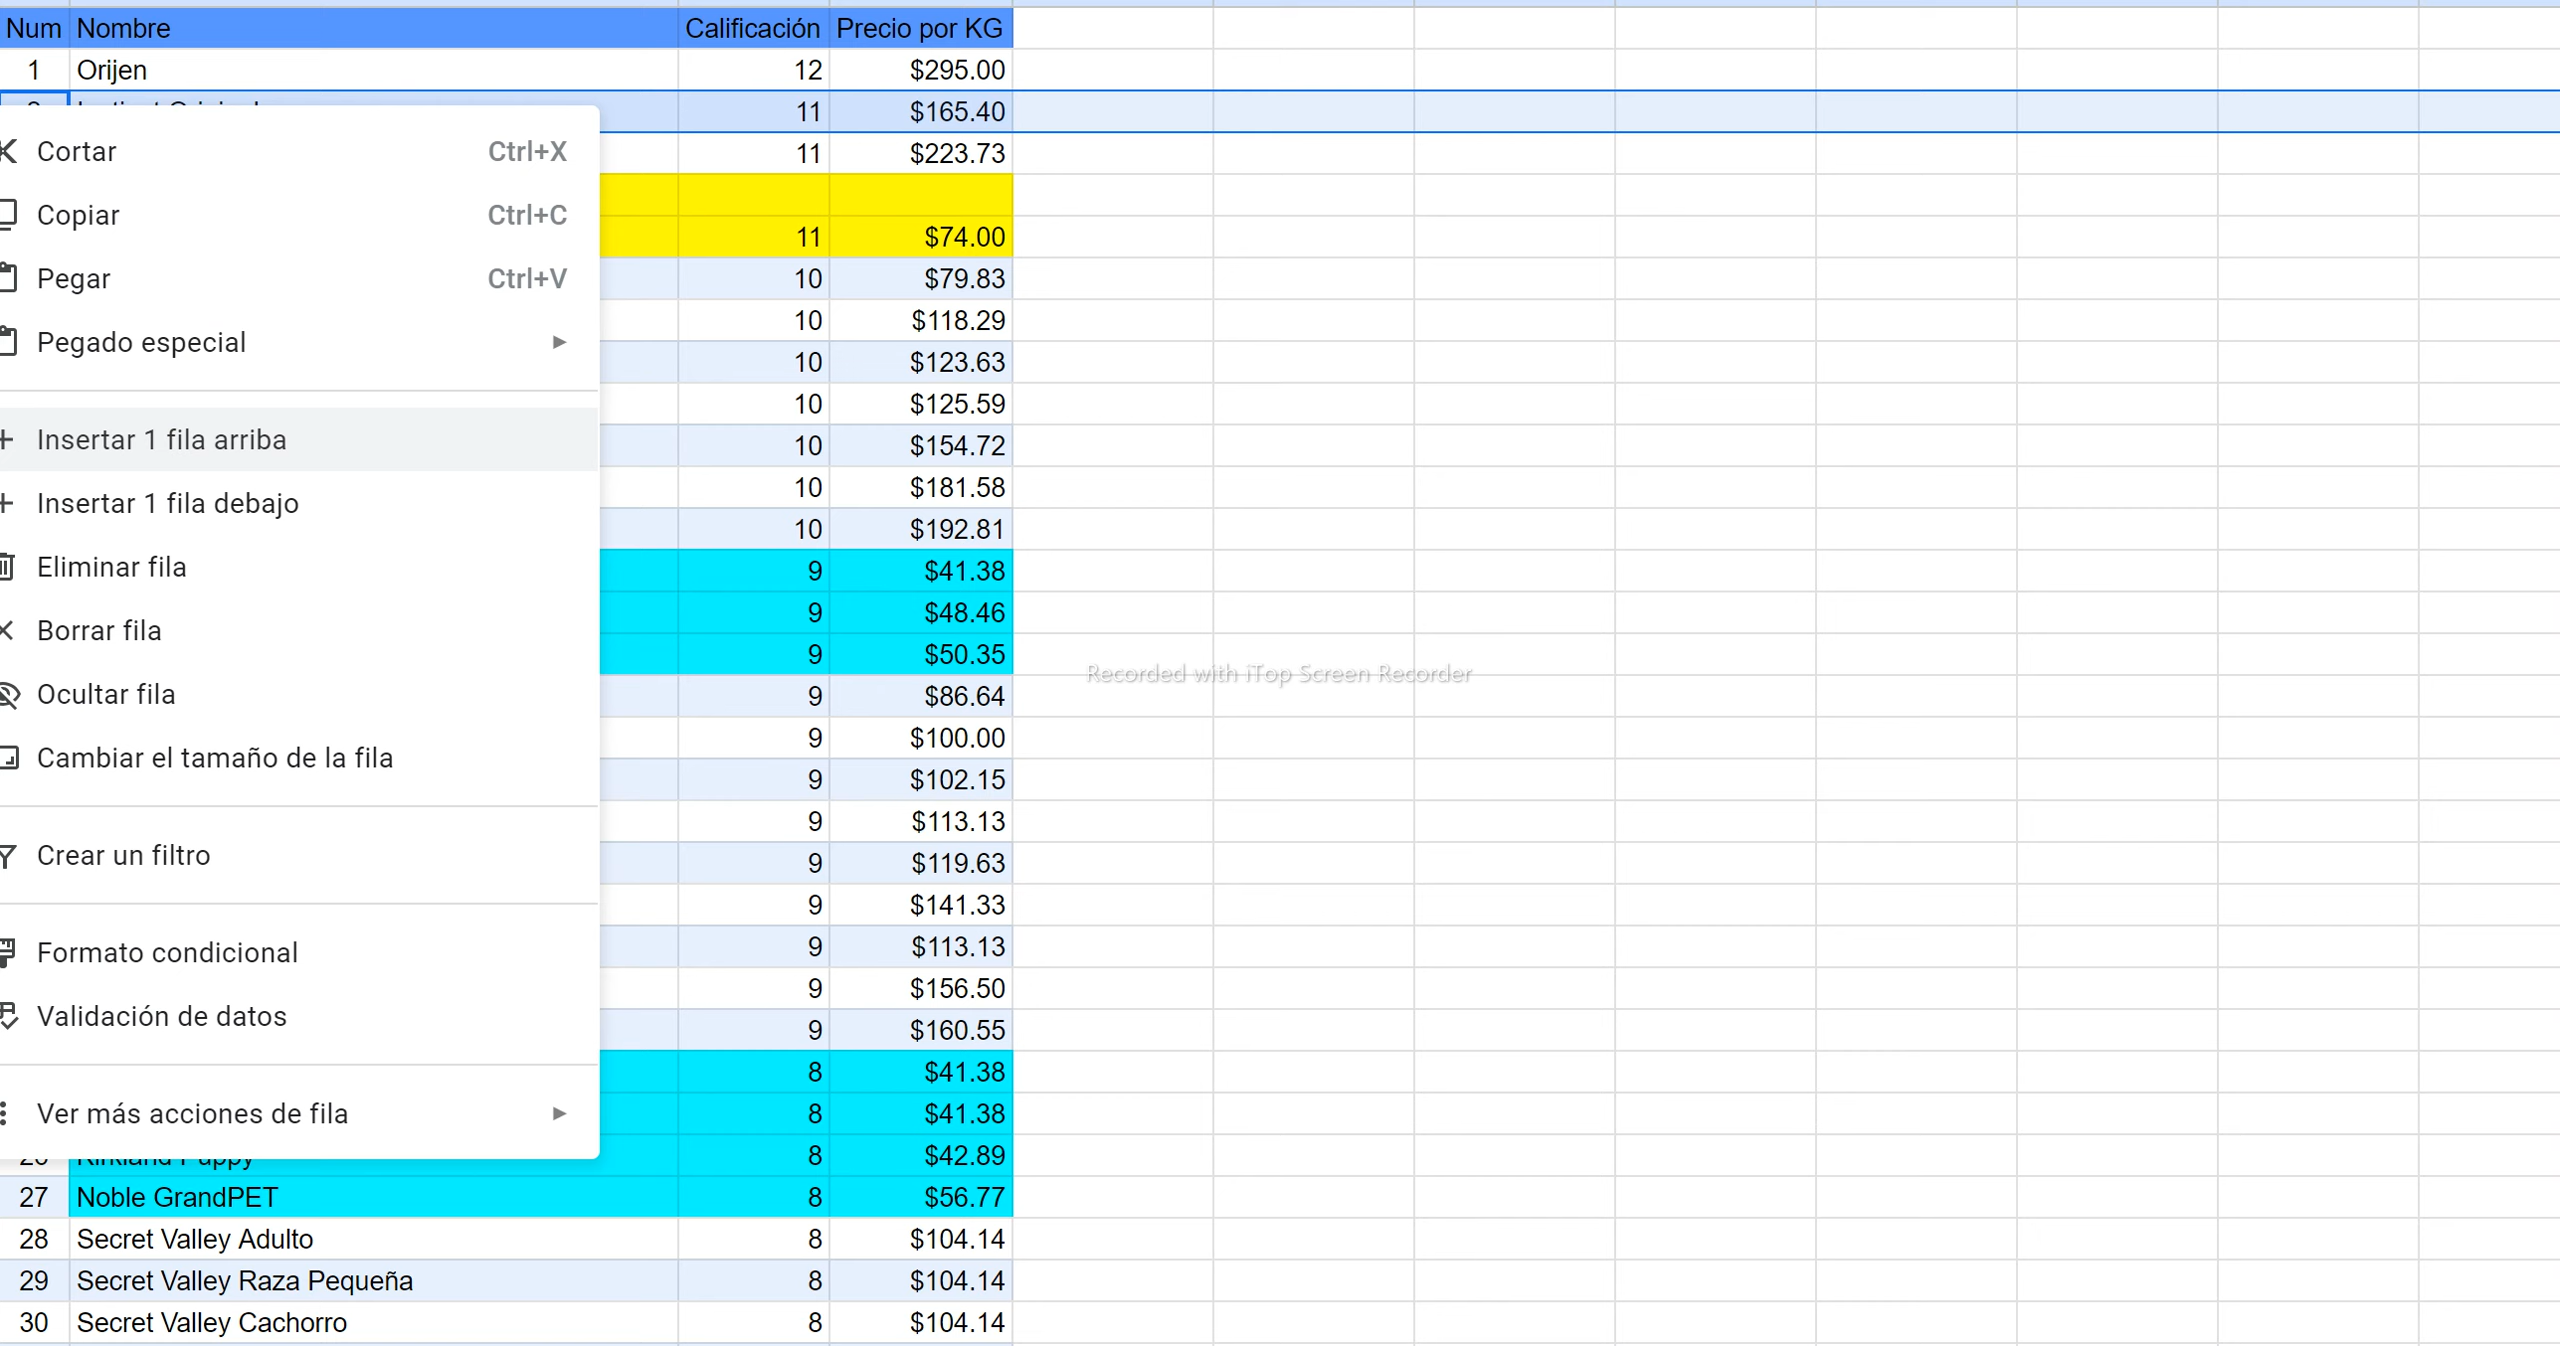 Num Nombre Calificación Precio por KG
1 Orijen 12 $295.00
11 $165.40
Cortar Ctrl+X 11 $223.73
Copiar Ctrl+C
11 $74.00
Pegar Ctrl+V 10 $79.83
10 $118.29
Pegado especial ► 10 $123.63
10 $125.59
Insertar 1 fila arriba 10 $154.72
Insertar 1 fila debajo 10 $181.58
10 $192.81
Eliminar fila 9 $41.38
Borrar fila 9 $48.46
9 $50.35
Recorded with iTop Screen Recorder
Ocultar fila 9 $86.64
Cambiar el tamaño de la fila 9 $100.00
9 $102.15
9 $113.13
Crear un filtro 9 $119.63
9 $141.33
Formato condicional 9 $113.13
9 $156.50
Validación de datos 9 $160.55
8 $41.38
Ver más acciones de fila ► 8 $41.38
26 Kirkland Puppy 8 $42.89
27 Noble GrandPET 8 $56.77
28 Secret Valley Adulto 8 $104.14
29 Secret Valley Raza Pequeña 8 $104.14
30 Secret Valley Cachorro 8 $104.14